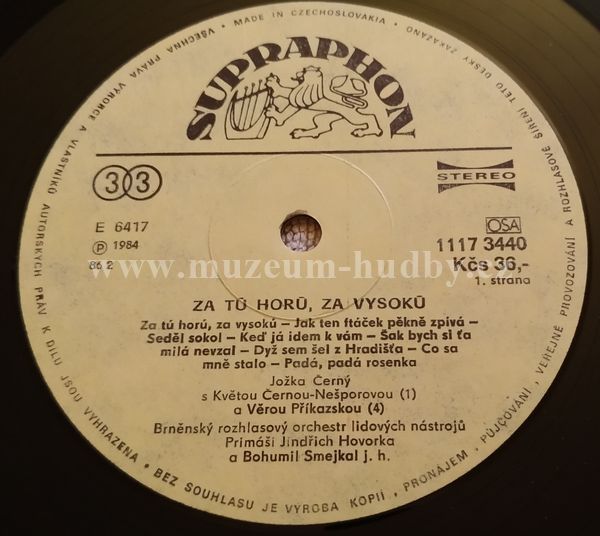 VŠECHNA PRÁVA VÝROBCE A VLASTNÍKŮ AUTORSKÝCH PRÁV K DÍLU JSOU VYHRAZENA • BEZ SOUHLASU JE VÝROBA KOPIÍ, PRONÁJEM, PŮJČOVÁNÍ, VEŘEJNÉ PROVOZOVÁNÍ A ROZHLASOVÉ ŠÍŘENÍ TÉTO DESKY ZAKÁZÁNO • MADE IN CZECHOSLOVAKIA •
SUPRAPHON
33
STEREO
E 6417
Ⓟ 1984
86.2
OSA
1117 3440
Kčs 36,-
1. strana
www.muzeum-hudby.cz
ZA TÚ HORŮ, ZA VYSOKŮ
Za tú horů, za vysoků – Jak ten ftáček pěkně zpívá –
Seděl sokol – Keď já idem k vám – Šak bych si ťa
milá nevzal – Dyž sem šel z Hradišťa – Co sa
mně stalo – Padá, padá rosenka
Jožka Černý
s Květou Černou-Nešporovou (1)
a Věrou Příkazskou (4)
Brněnský rozhlasový orchestr lidových nástrojů
Primáši Jindřich Hovorka
a Bohumil Smejkal j. h.